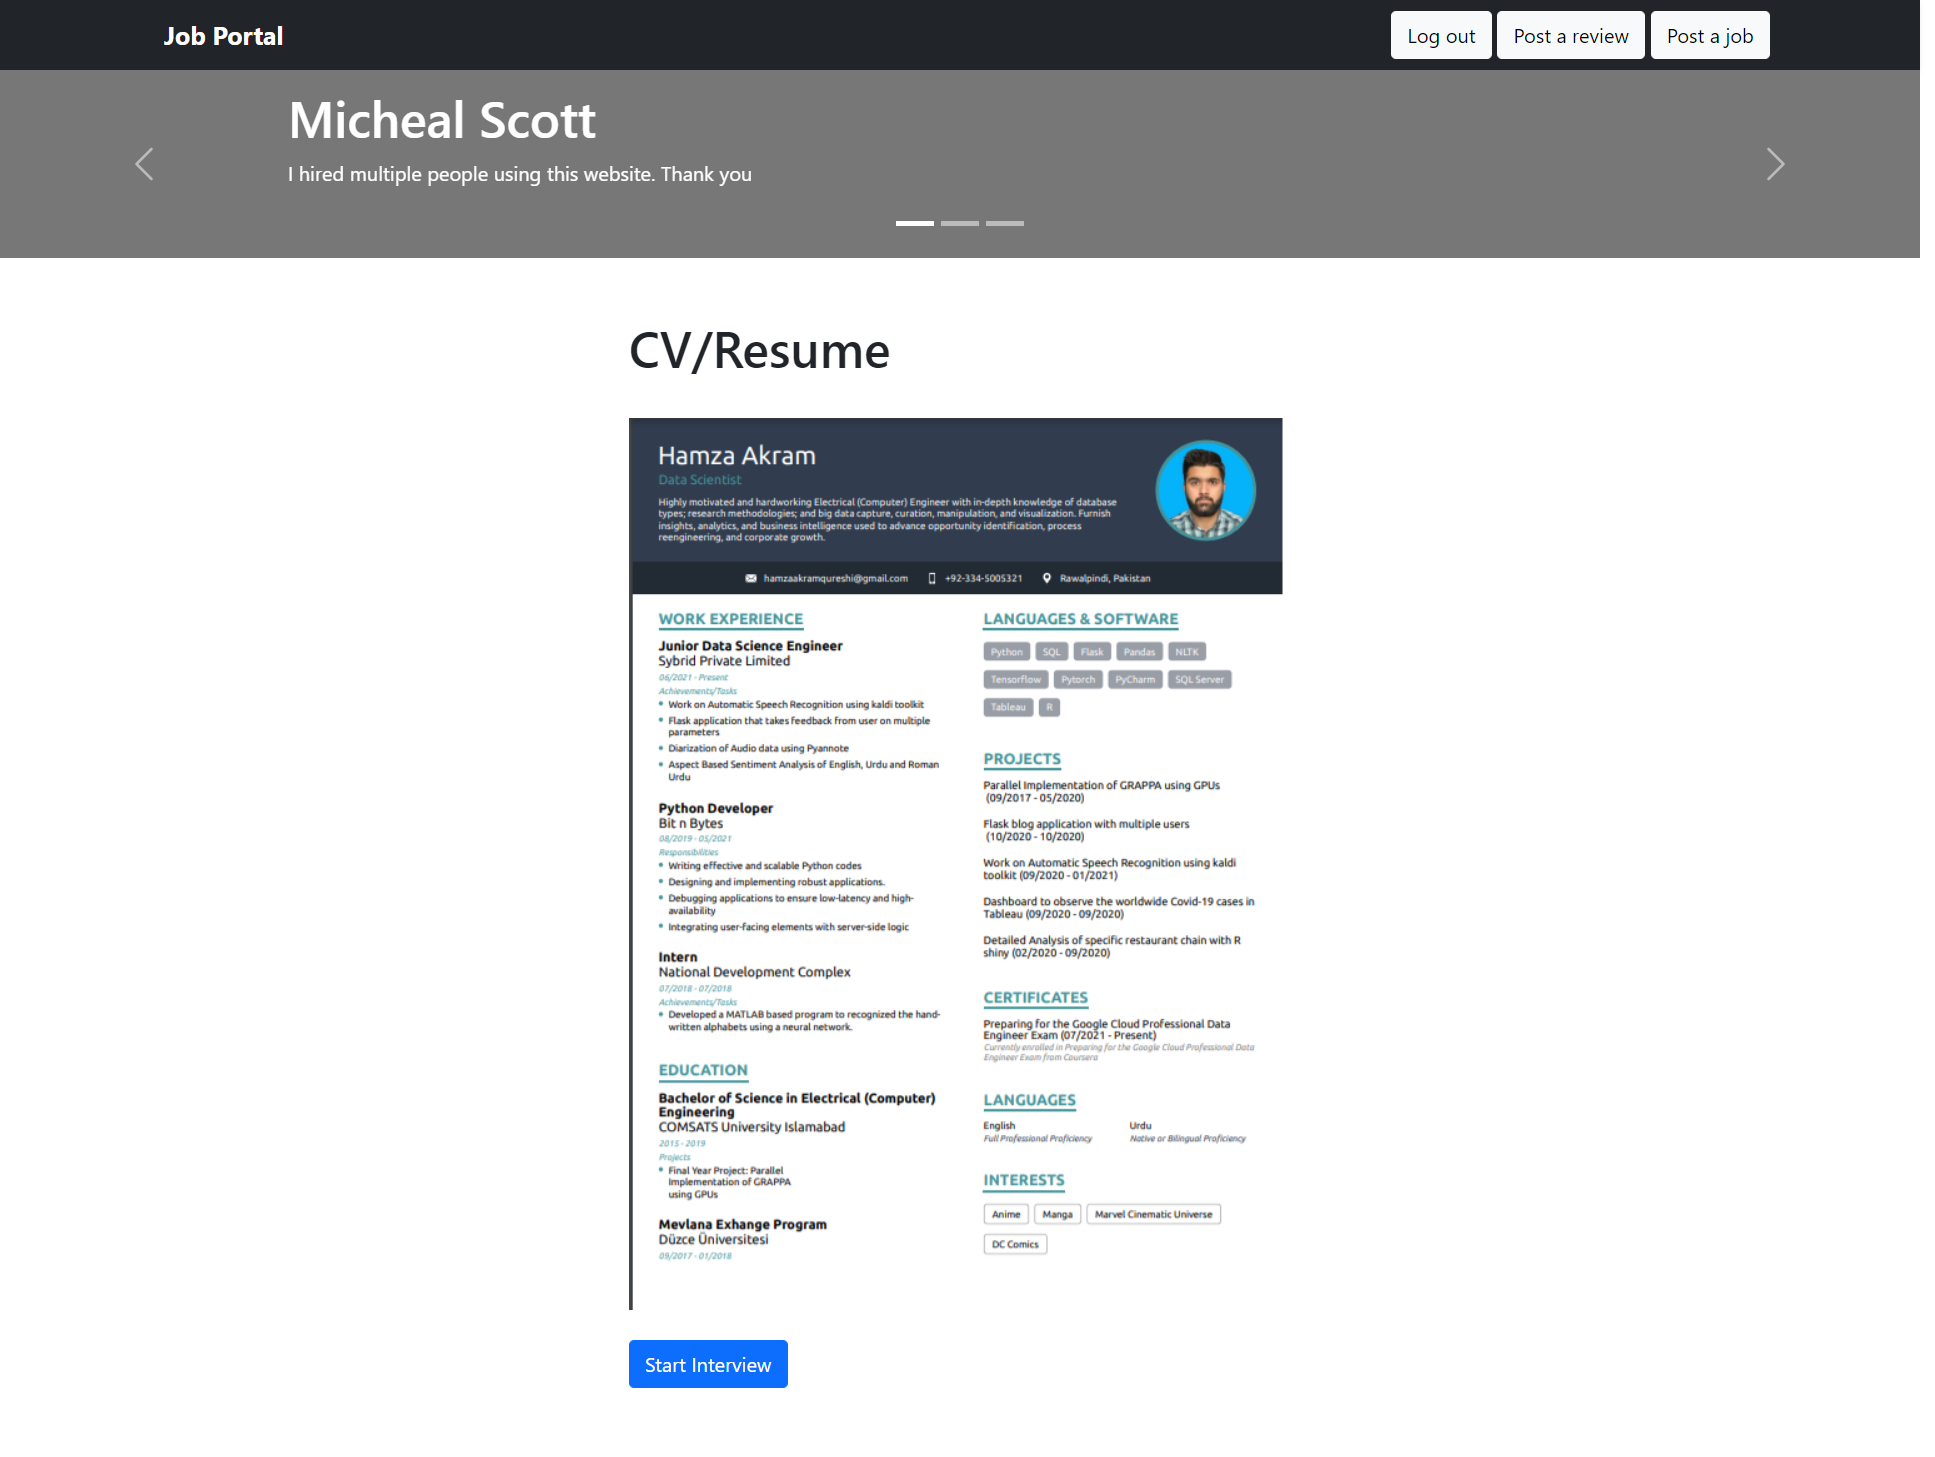 Job Portal
Log out
Post a review
Post a job
Micheal Scott
I hired multiple people using this website. Thank you
CV/Resume
Hamza Akram
Data Scientist
Highly motivated and hardworking Electrical (Computer) Engineer with in-depth knowledge of database
types; research methodologies; and big data capture, curation, manipulation, and visualization. Furnish
insights, analytics, and business intelligence used to advance opportunity identification, process
reengineering, and corporate growth.
hamzaakramqureshi@gmail.com
+92-334-5005321
Rawalpindi, Pakistan
WORK EXPERIENCE
Junior Data Science Engineer
Sybrid Private Limited
06/2021 - Present
Achievements/Tasks
Work on Automatic Speech Recognition using kaldi toolkit
Flask application that takes feedback from user on multiple
parameters
Diarization of Audio data using Pyannote
Aspect Based Sentiment Analysis of English, Urdu and Roman
Urdu
Python Developer
Bit n Bytes
08/2019 - 05/2021
Responsibilities
Writing effective and scalable Python codes
Designing and implementing robust applications.
Debugging applications to ensure low-latency and high-
availability
Integrating user-facing elements with server-side logic
Intern
National Development Complex
07/2018 - 07/2018
Achievements/Tasks
Developed a MATLAB based program to recognized the hand-
written alphabets using a neural network.
EDUCATION
Bachelor of Science in Electrical (Computer)
Engineering
COMSATS University Islamabad
2015 - 2019
Projects
Final Year Project: Parallel
Implementation of GRAPPA
using GPUs
Mevlana Exhange Program
Düzce Üniversitesi
09/2017 - 01/2018
LANGUAGES & SOFTWARE
Python SQL Flask Pandas NLTK
Tensorflow Pytorch PyCharm SQL Server
Tableau R
PROJECTS
Parallel Implementation of GRAPPA using GPUs
(09/2017 - 05/2020)
Flask blog application with multiple users
(10/2020 - 10/2020)
Work on Automatic Speech Recognition using kaldi
toolkit (09/2020 - 01/2021)
Dashboard to observe the worldwide Covid-19 cases in
Tableau (09/2020 - 09/2020)
Detailed Analysis of specific restaurant chain with R
shiny (02/2020 - 09/2020)
CERTIFICATES
Preparing for the Google Cloud Professional Data
Engineer Exam (07/2021 - Present)
Currently enrolled in Preparing for the Google Cloud Professional Data
Engineer Exam from Coursera
LANGUAGES
English
Full Professional Proficiency
Urdu
Native or Bilingual Proficiency
INTERESTS
Anime Manga Marvel Cinematic Universe
DC Comics
Start Interview